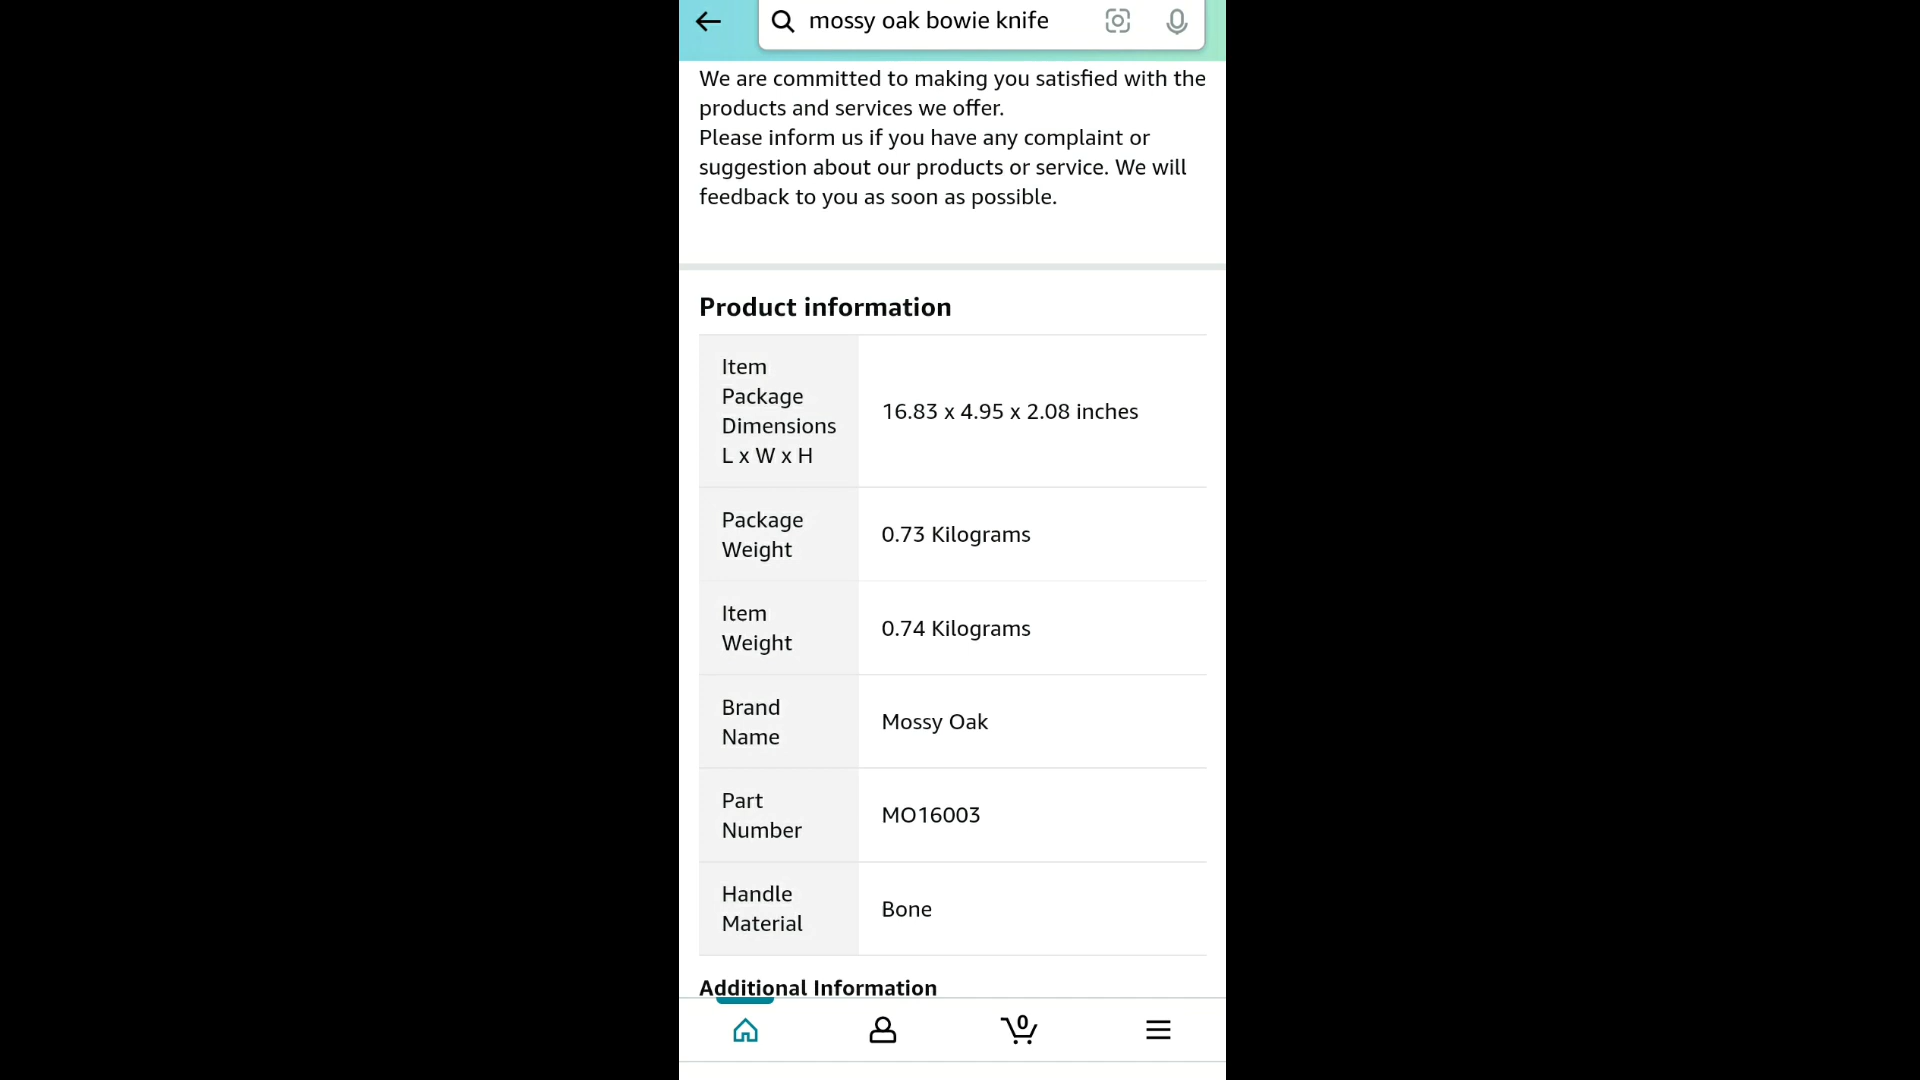 mossy oak bowie knife
We are committed to making you satisfied with the
products and services we offer.
Please inform us if you have any complaint or
suggestion about our products or service. We will
feedback to you as soon as possible.
Product information
Item
Package
Dimensions
L x W x H
16.83 x 4.95 x 2.08 inches
Package
Weight
0.73 Kilograms
Item
Weight
0.74 Kilograms
Brand
Name
Mossy Oak
Part
Number
MO16003
Handle
Material
Bone
Additional Information
0